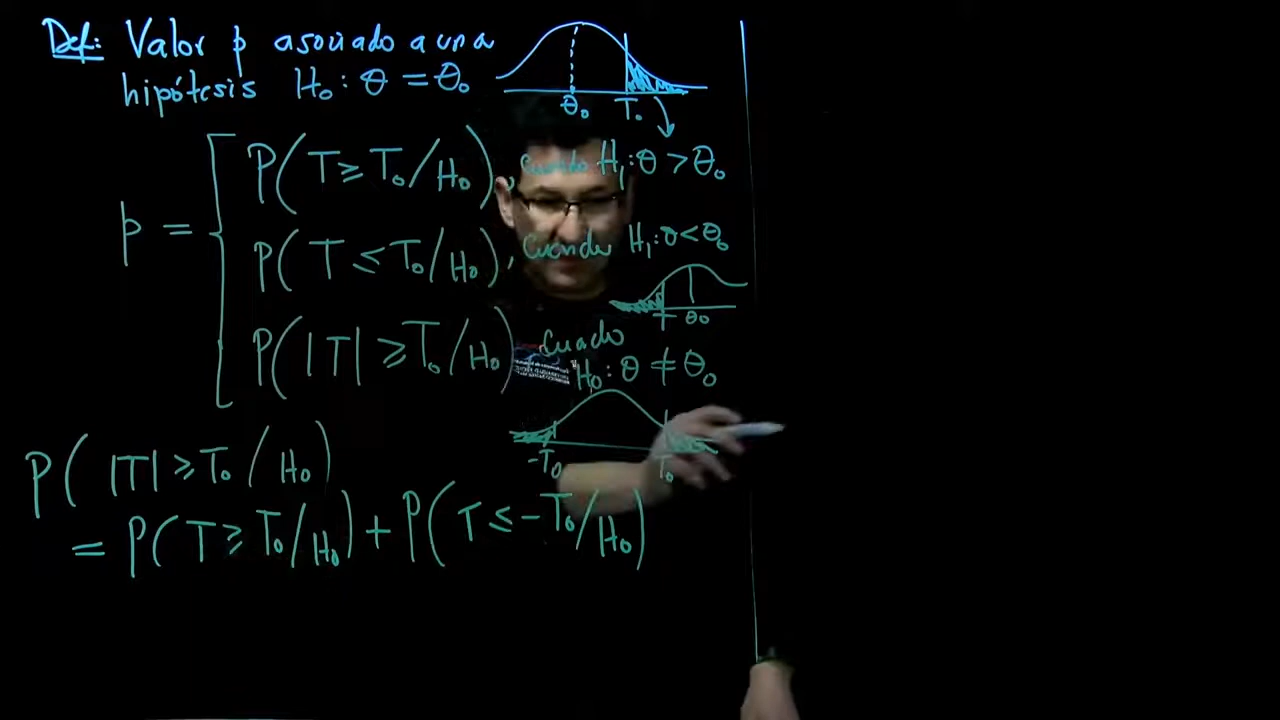 Def: Valor p asociado a una
hipótesis H₀ : θ = θ₀
θ₀ T₀
p =
P(T ≥ T₀/H₀), cuando H₁: θ > θ₀
P(T ≤ T₀/H₀), cuando H₁: θ < θ₀
T θ₀
P(|T| ≥ T₀/H₀) Cuado
H₀: θ ≠ θ₀
-T₀ T₀
P(|T| ≥ T₀/H₀)
= P(T ≥ T₀/H₀) + P(T ≤ -T₀/H₀)